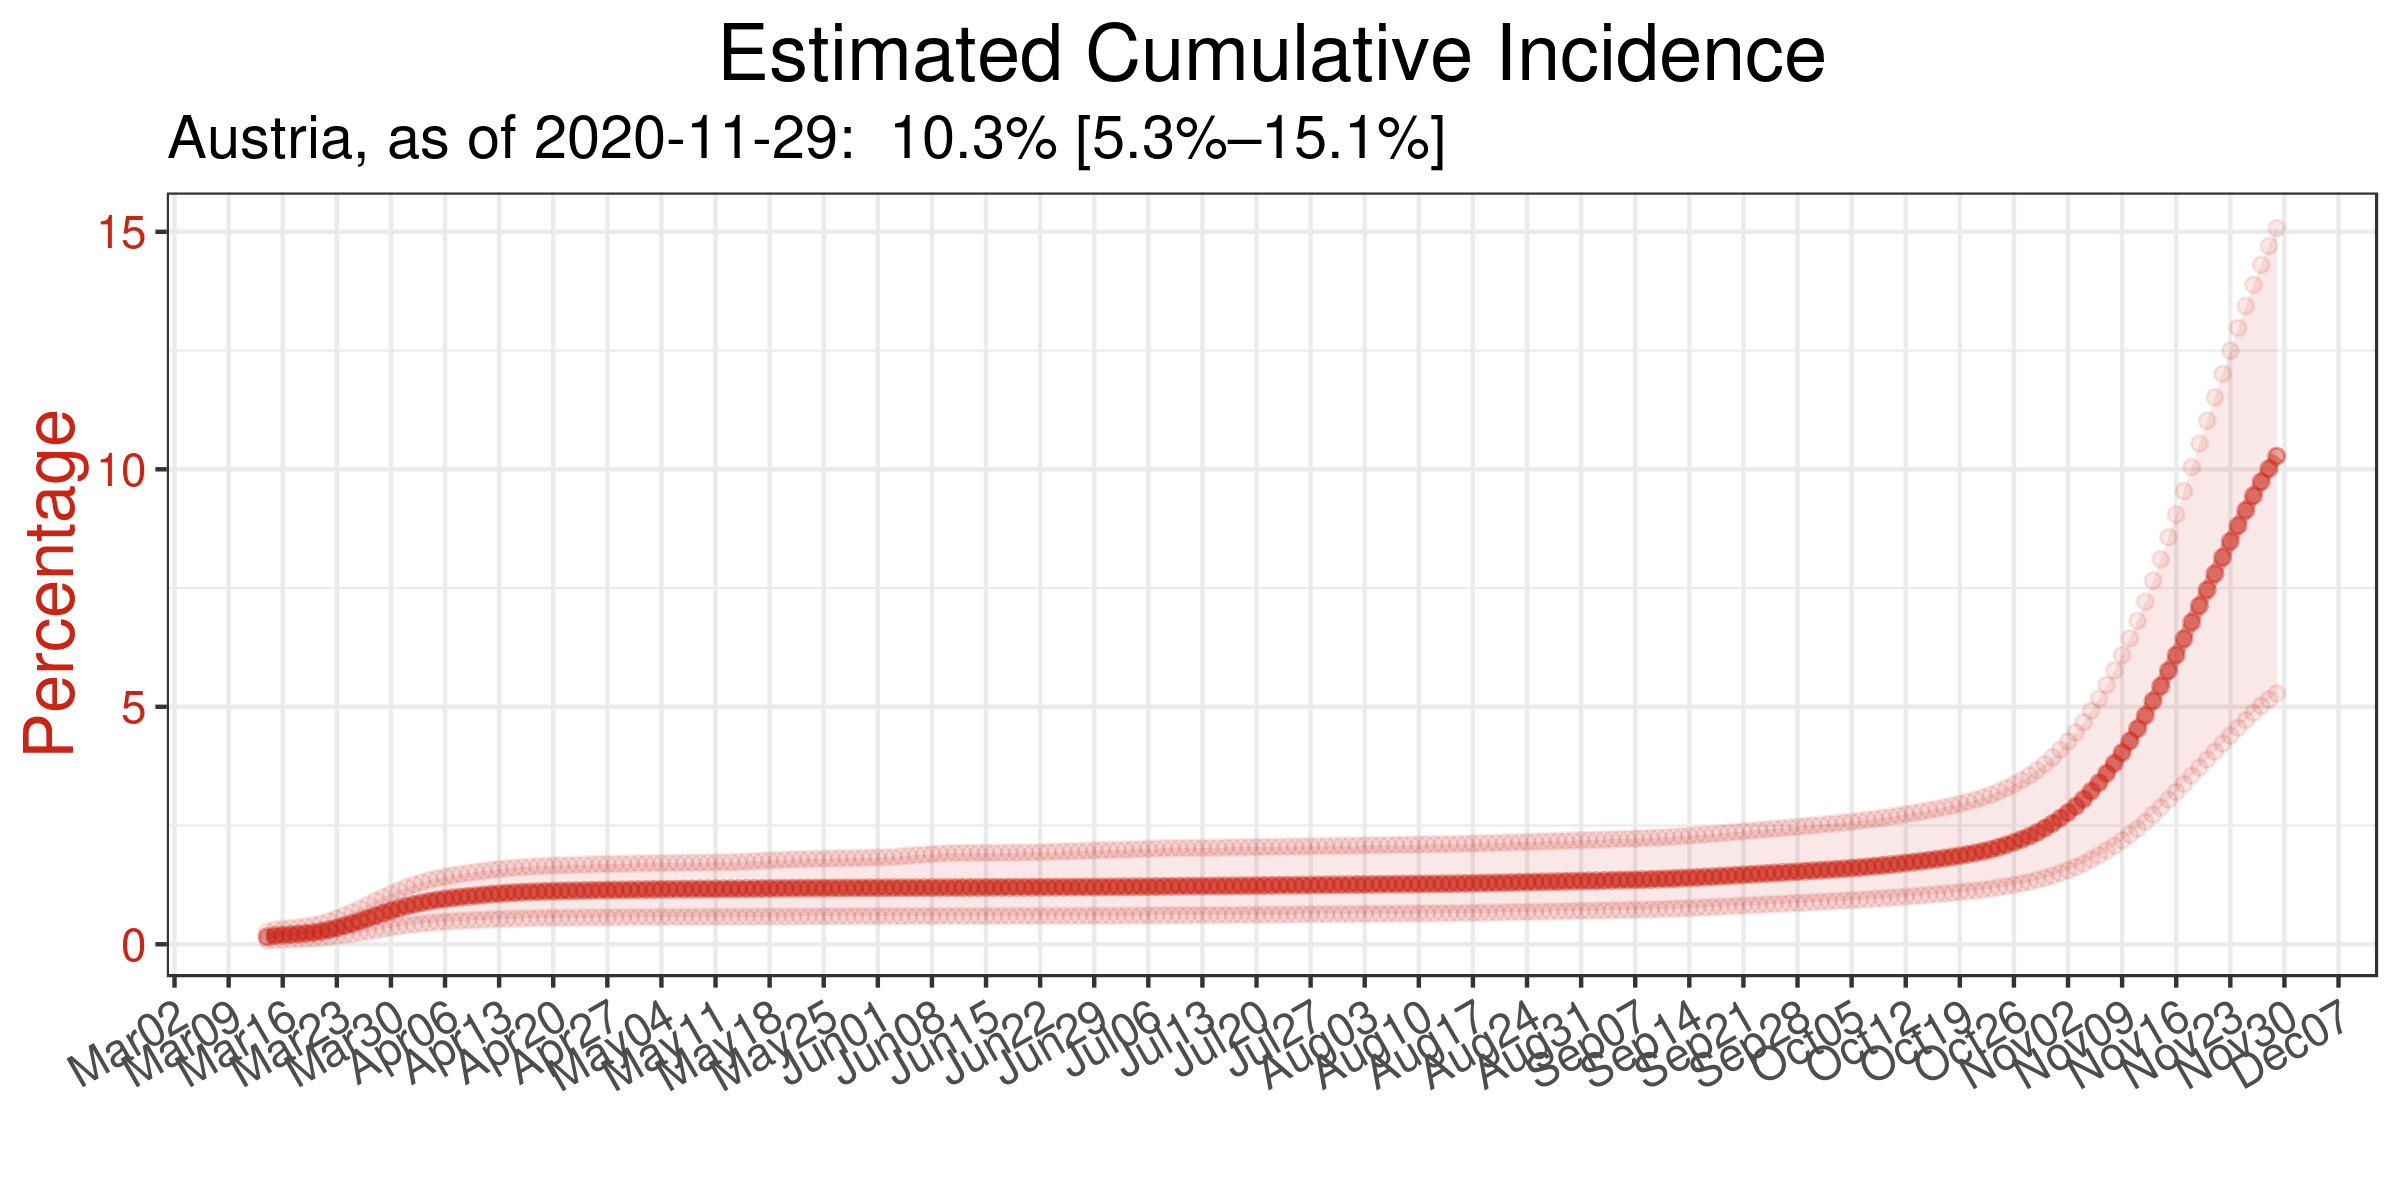 Estimated Cumulative Incidence
Austria, as of 2020-11-29:  10.3% [5.3%–15.1%]
Percentage
15
10
5
0
Mar02
Mar09
Mar16
Mar23
Mar30
Apr06
Apr13
Apr20
Apr27
May04
May11
May18
May25
Jun01
Jun08
Jun15
Jun22
Jun29
Jul06
Jul13
Jul20
Jul27
Aug03
Aug10
Aug17
Aug24
Aug31
Sep07
Sep14
Sep21
Sep28
Oct05
Oct12
Oct19
Oct26
Nov02
Nov09
Nov16
Nov23
Nov30
Dec07